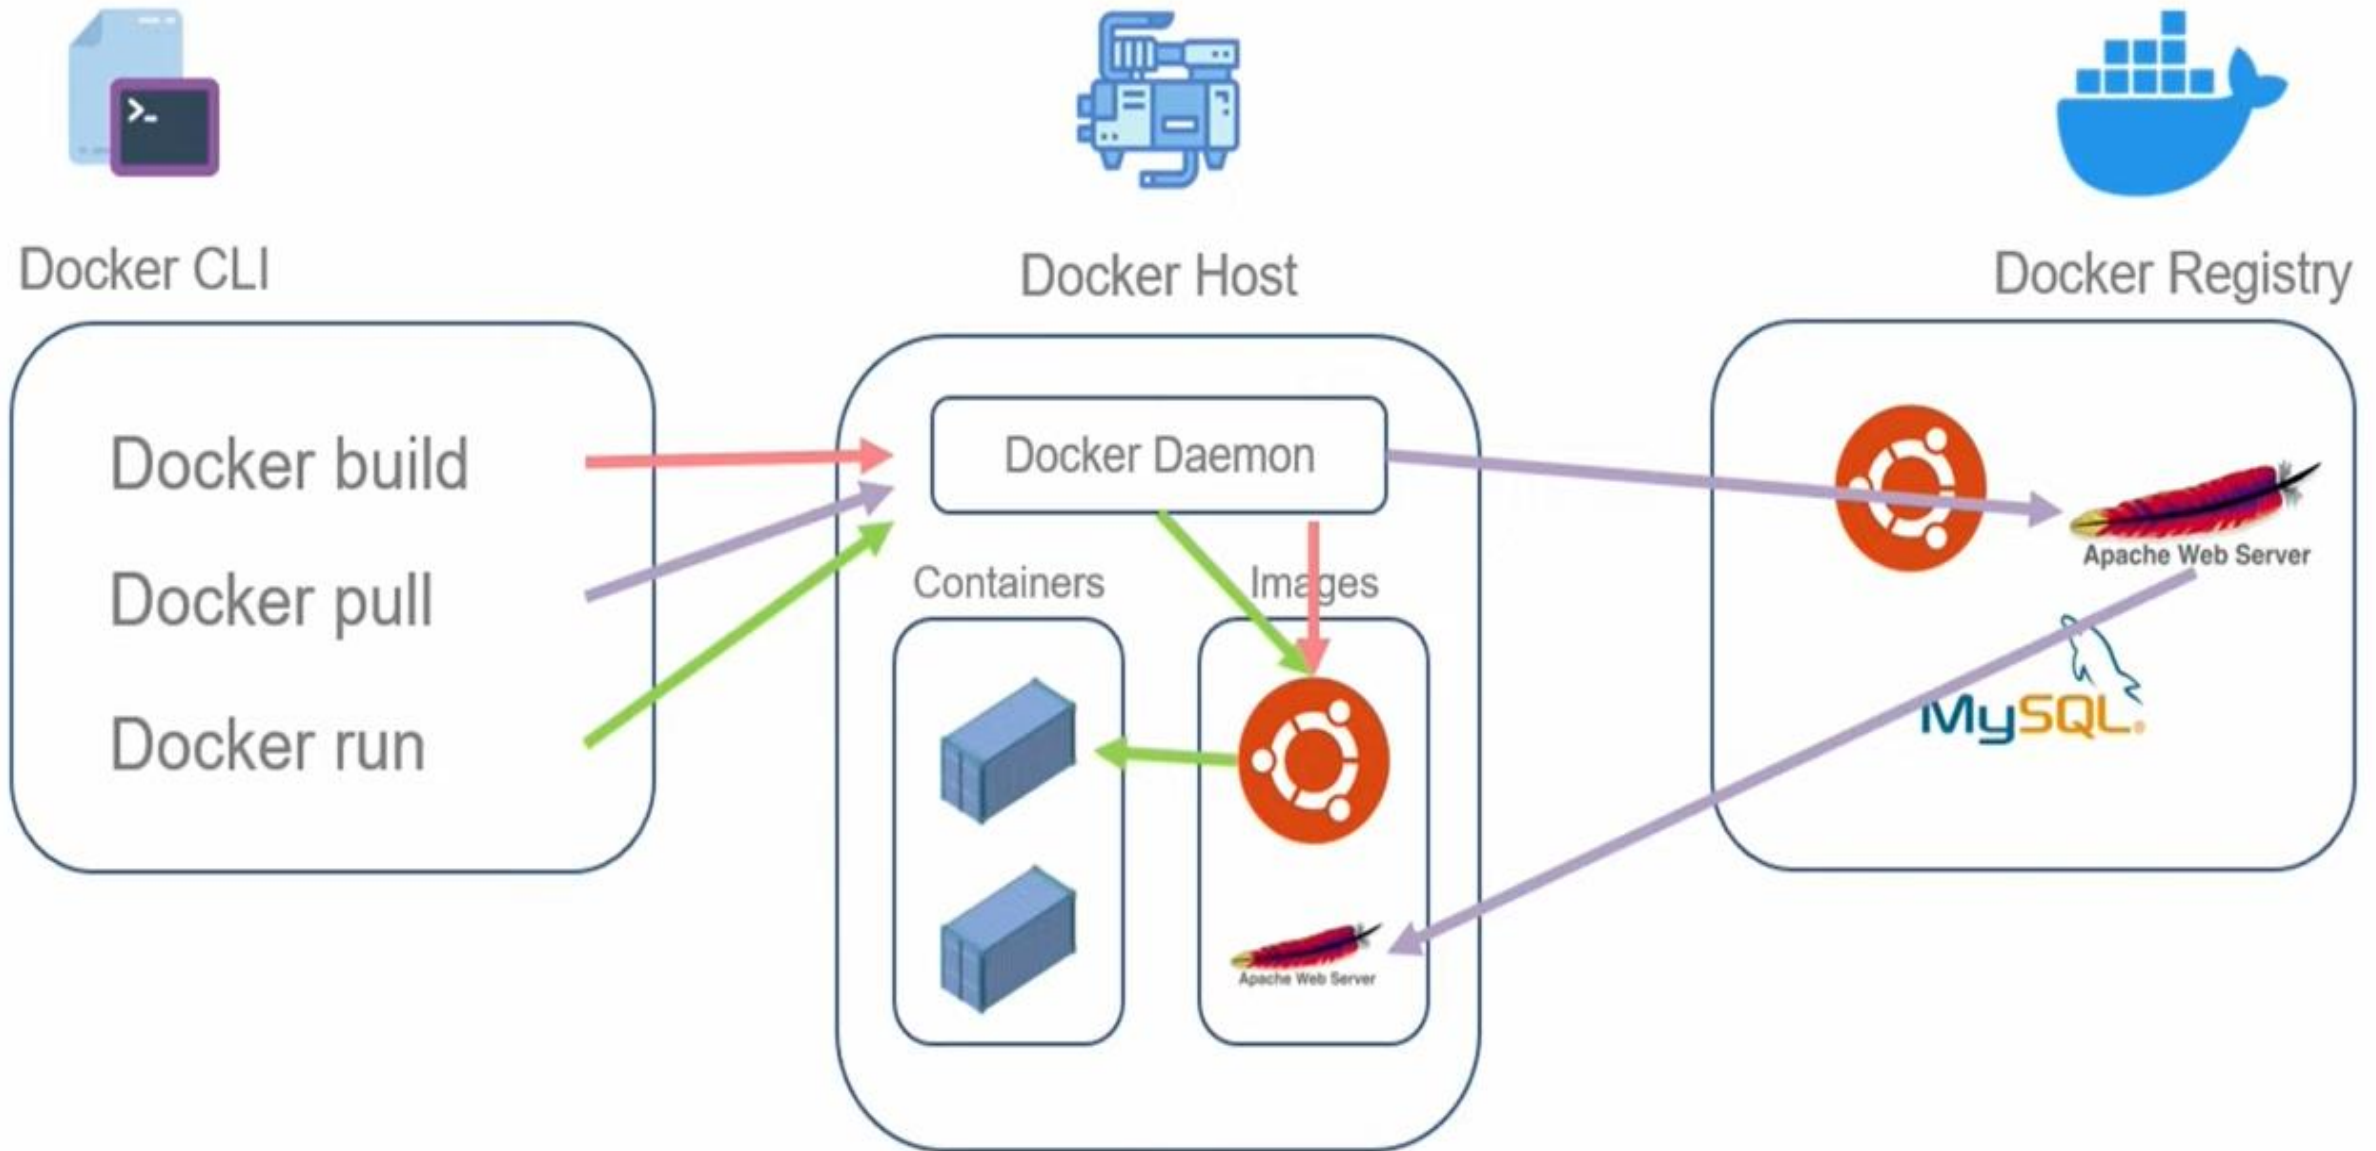 >_
Docker CLI
Docker Host
Docker Registry
Docker build
Docker pull
Docker run
Docker Daemon
Containers
Images
Apache Web Server
Apache Web Server
MySQL®